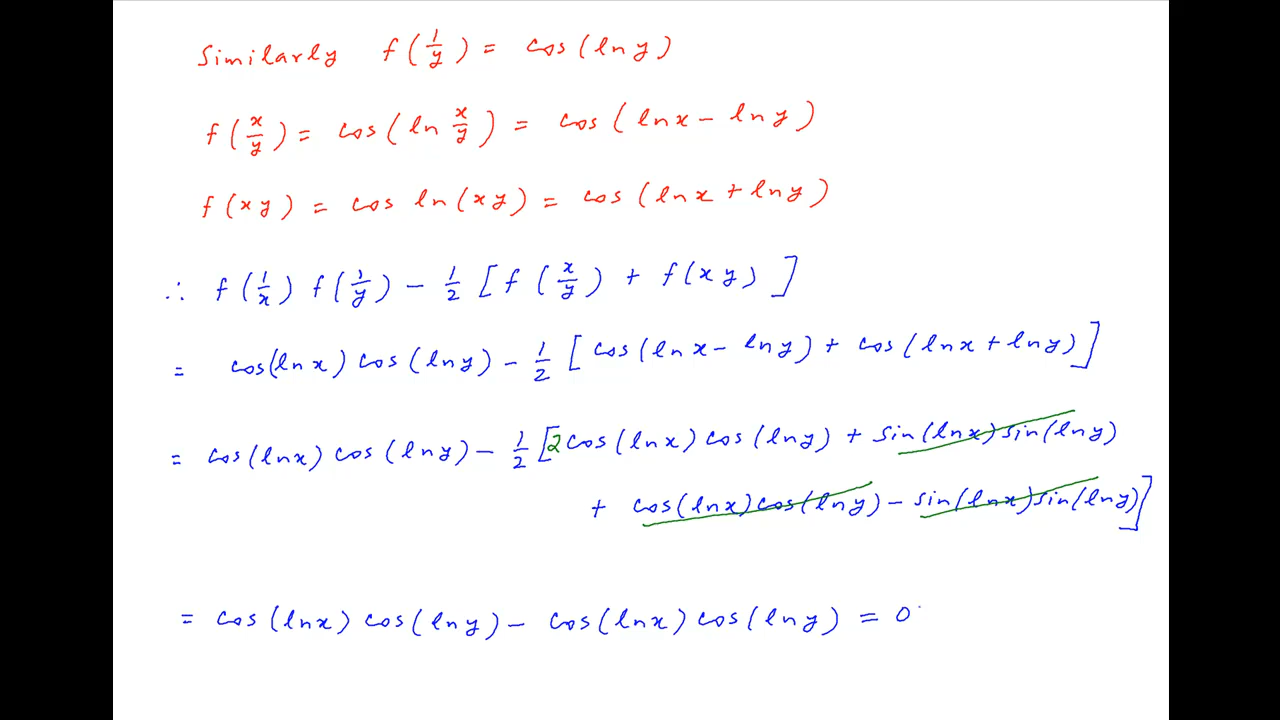 Similarly f(1/y) = cos(ln y)
f(x/y) = cos(ln x/y) = cos(ln x - ln y)
f(xy) = cos ln(xy) = cos(ln x + ln y)
∴ f(1/x) f(1/y) - 1/2 [f(x/y) + f(xy)]
= cos(ln x) cos(ln y) - 1/2 [cos(ln x - ln y) + cos(ln x + ln y)]
= cos(ln x) cos(ln y) - 1/2 [2cos(ln x) cos(ln y) + sin(ln x) sin(ln y)
+ cos(ln x) cos(ln y) - sin(ln x) sin(ln y)]
= cos(ln x) cos(ln y) - cos(ln x) cos(ln y) = 0